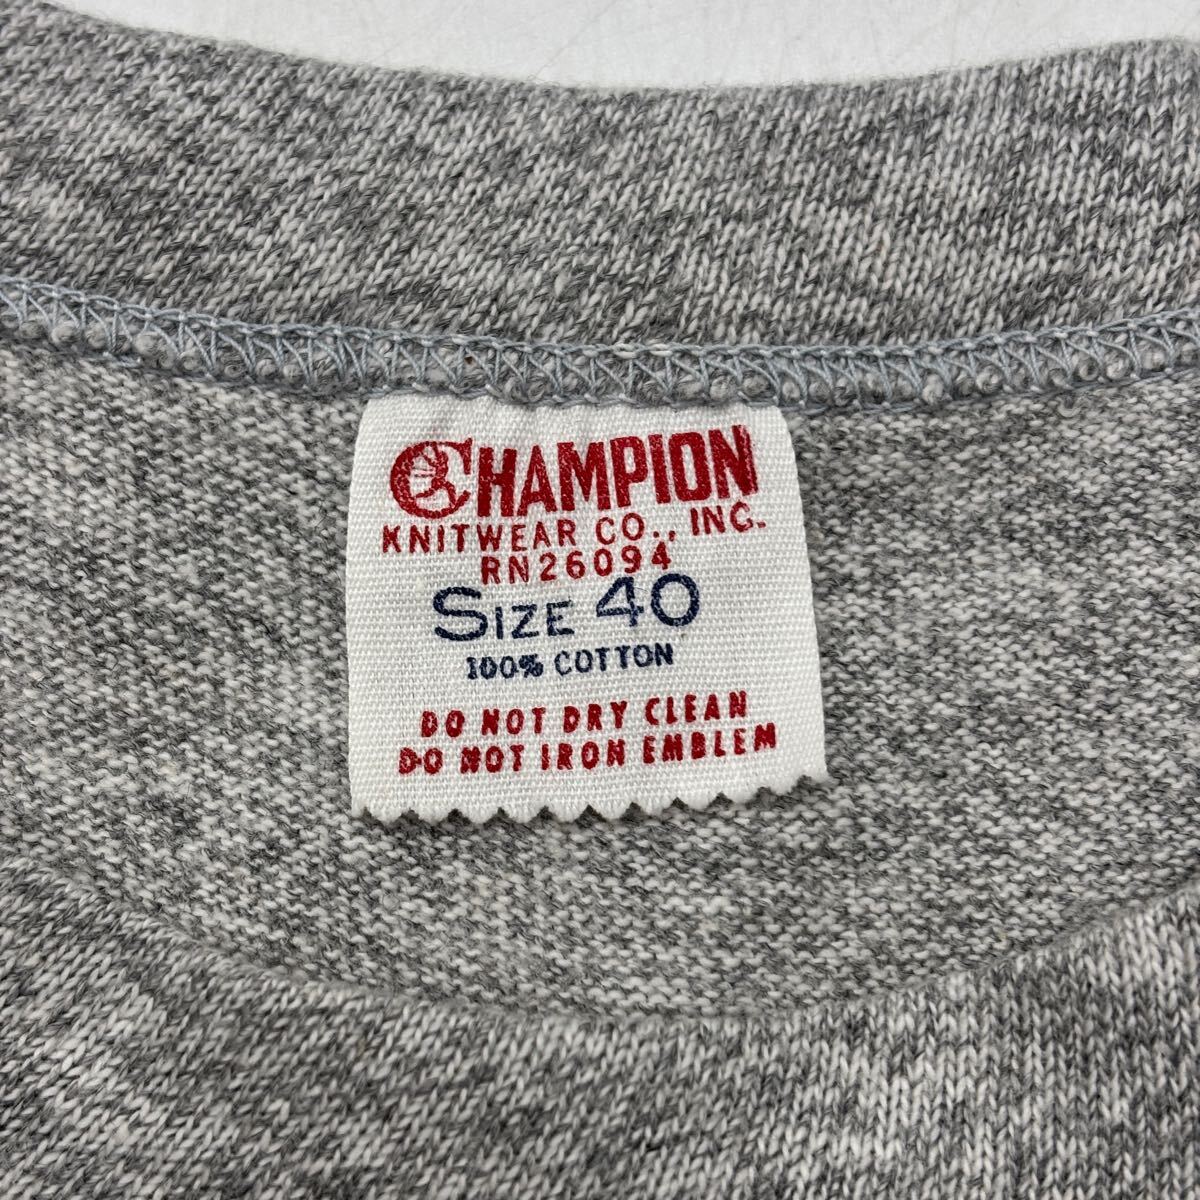 CHAMPION
KNITWEAR CO., INC.
RN26094
SIZE 40
100% COTTON
DO NOT DRY CLEAN
DO NOT IRON EMBLEM